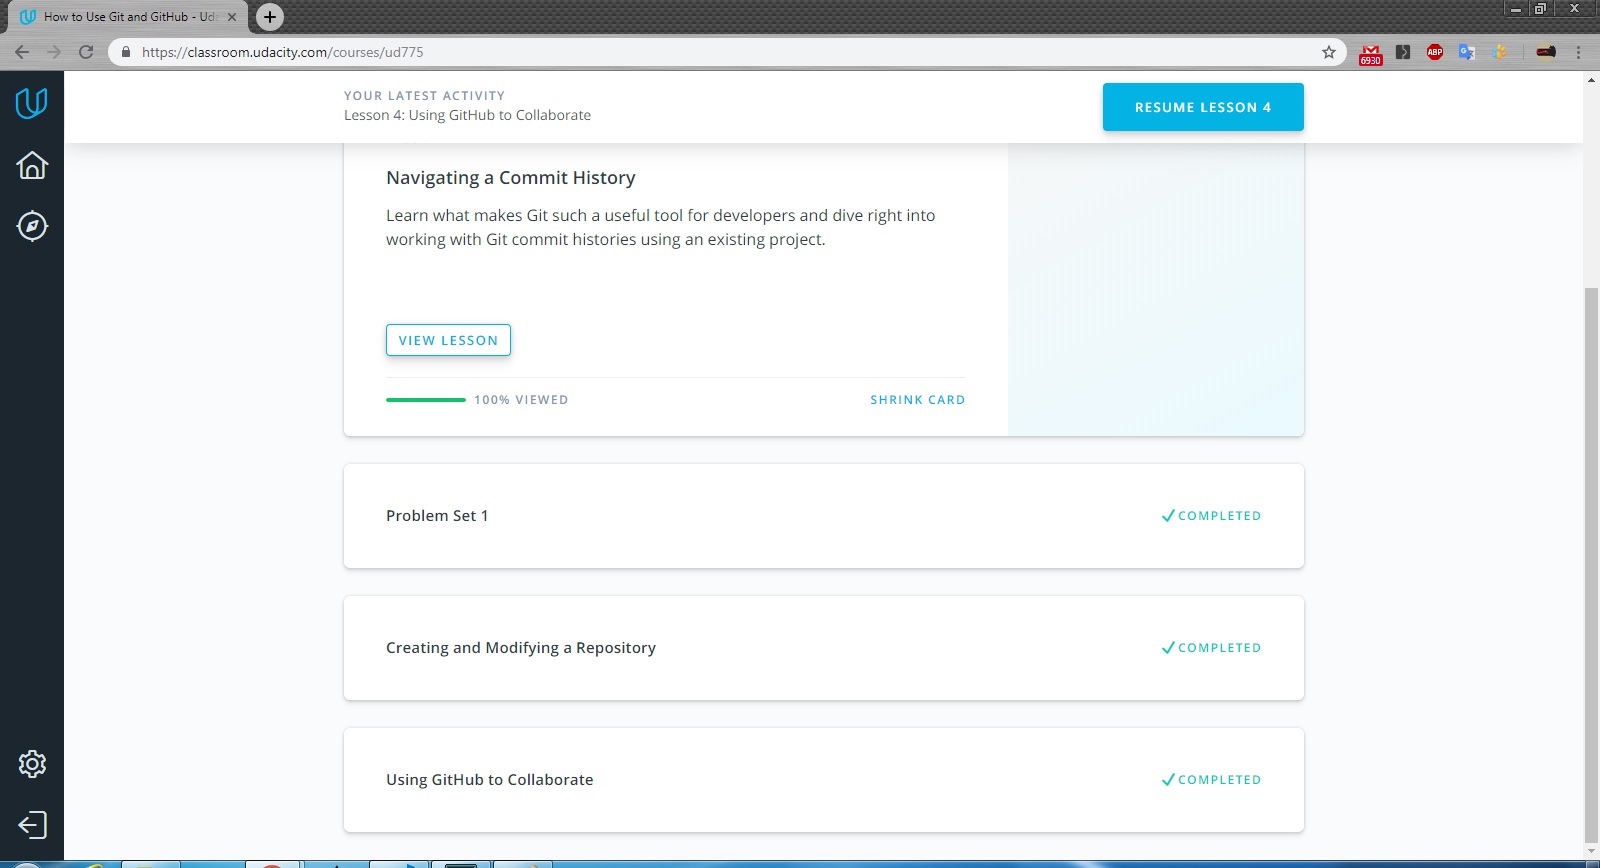 How to Use Git and GitHub - Uda
https://classroom.udacity.com/courses/ud775
6930
ABP
YOUR LATEST ACTIVITY
Lesson 4: Using GitHub to Collaborate
RESUME LESSON 4
Navigating a Commit History
Learn what makes Git such a useful tool for developers and dive right into
working with Git commit histories using an existing project.
VIEW LESSON
100% VIEWED
SHRINK CARD
Problem Set 1
COMPLETED
Creating and Modifying a Repository
COMPLETED
Using GitHub to Collaborate
COMPLETED